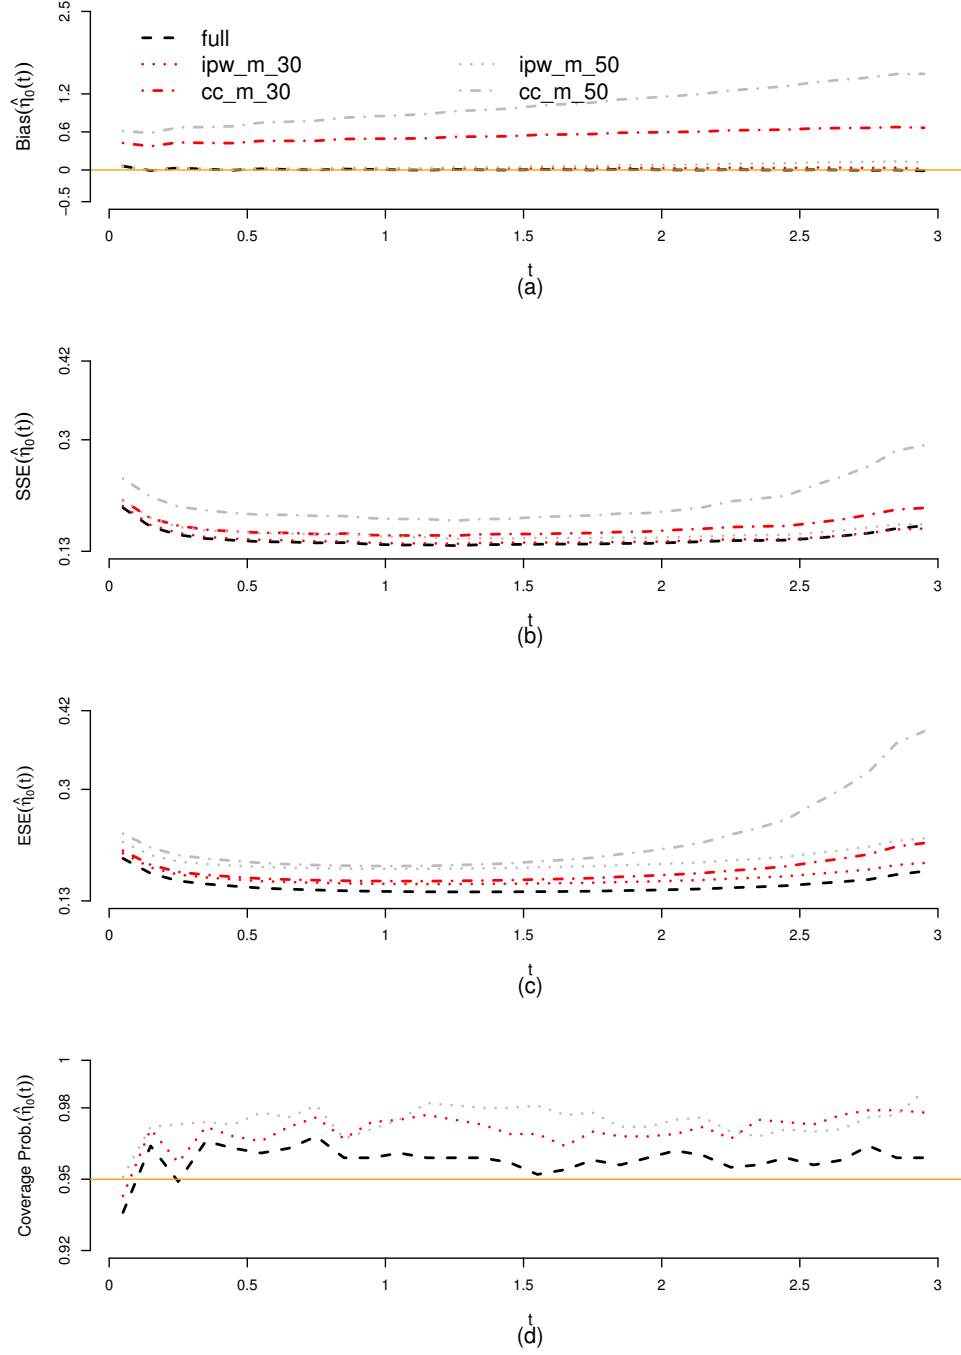 Bias(η̂₀(t))
2.5
1.2
0.6
0
−0.5
full
ipw_m_30
ipw_m_50
cc_m_30
cc_m_50
0 0.5 1 1.5 2 2.5 3
t
(a)
SSE(η̂₀(t))
0.42
0.3
0.13
0 0.5 1 1.5 2 2.5 3
t
(b)
ESE(η̂₀(t))
0.42
0.3
0.13
0 0.5 1 1.5 2 2.5 3
t
(c)
Coverage Prob.(η̂₀(t))
1
0.98
0.95
0.92
0 0.5 1 1.5 2 2.5 3
t
(d)